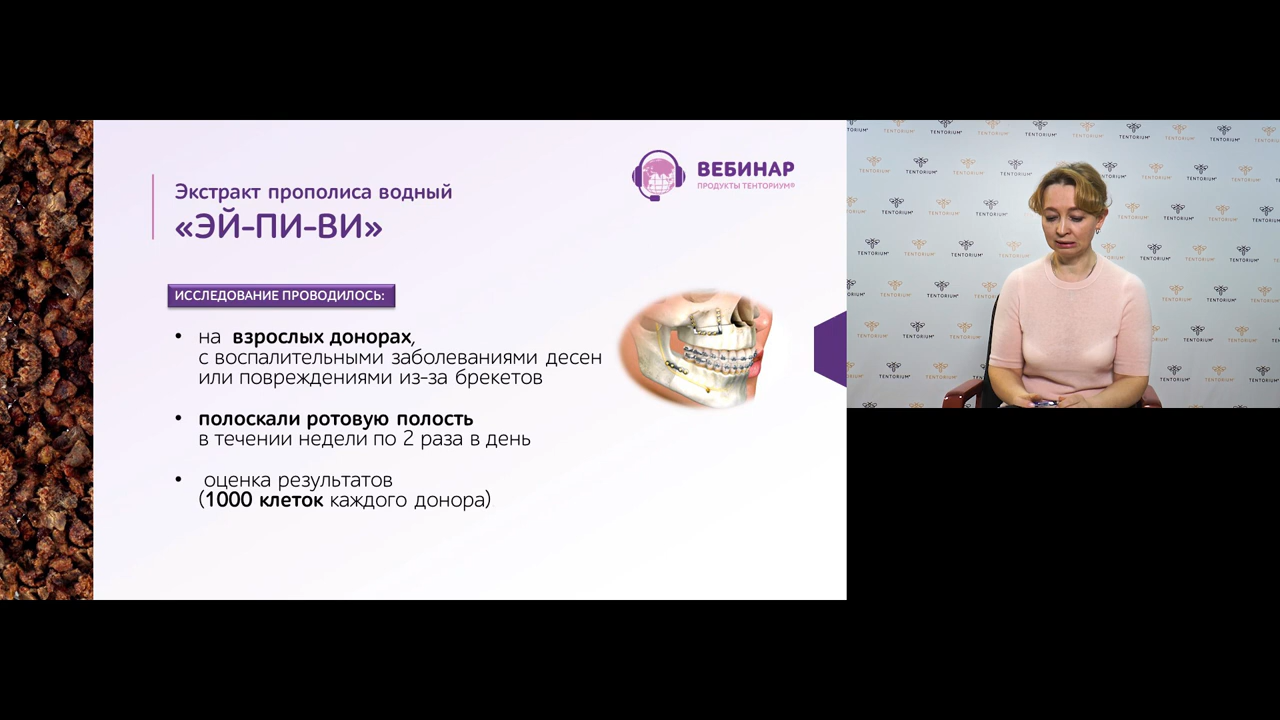 Экстракт прополиса водный
«ЭЙ-ПИ-ВИ»
ВЕБИНАР
ПРОДУКТЫ ТЕНТОРИУМ®
ИССЛЕДОВАНИЕ ПРОВОДИЛОСЬ:
• на взрослых донорах,
с воспалительными заболеваниями десен
или повреждениями из-за брекетов
• полоскали ротовую полость
в течении недели по 2 раза в день
• оценка результатов
(1000 клеток каждого донора)
TENTORIUM®